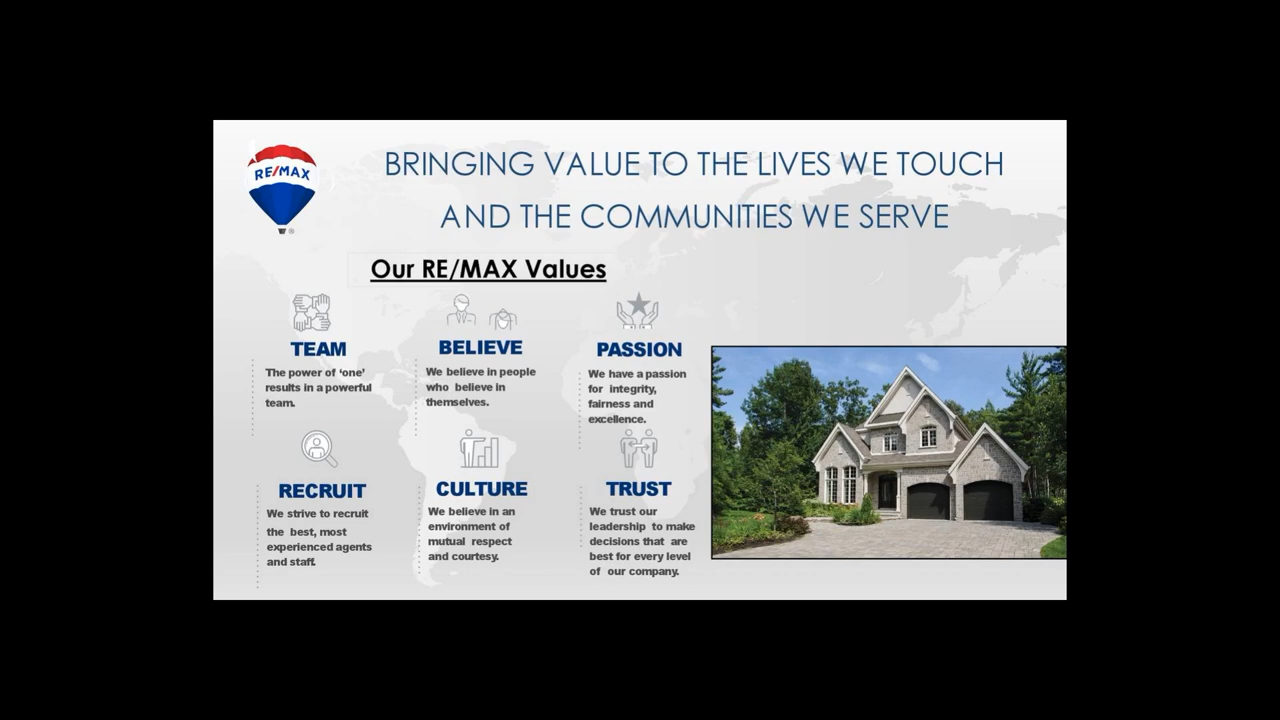 RE/MAX
BRINGING VALUE TO THE LIVES WE TOUCH
AND THE COMMUNITIES WE SERVE
Our RE/MAX Values
TEAM
The power of ‘one’
results in a powerful
team.
BELIEVE
We believe in people
who believe in
themselves.
PASSION
We have a passion
for integrity,
fairness and
excellence.
RECRUIT
We strive to recruit
the best, most
experienced agents
and staff.
CULTURE
We believe in an
environment of
mutual respect
and courtesy.
TRUST
We trust our
leadership to make
decisions that are
best for every level
of our company.